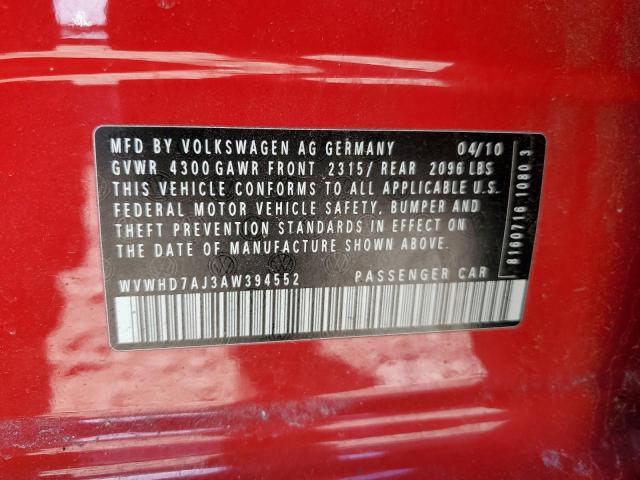 MFD BY VOLKSWAGEN AG GERMANY 04/10
GVWR 4300 GAWR FRONT 2315/ REAR 2096 LBS
THIS VEHICLE CONFORMS TO ALL APPLICABLE U.S.
FEDERAL MOTOR VEHICLE SAFETY, BUMPER AND
THEFT PREVENTION STANDARDS IN EFFECT ON
THE DATE OF MANUFACTURE SHOWN ABOVE.
WVWHD7AJ3AW394552 PASSENGER CAR
8160716 1080 3